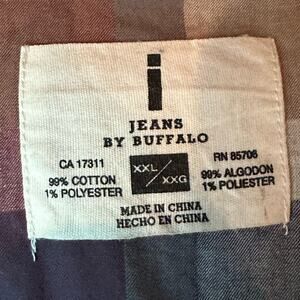 i
JEANS
BY BUFFALO
CA 17311
99% COTTON
1% POLYESTER
XXL/XXG
RN 85706
99% ALGODON
1% POLIESTER
MADE IN CHINA
HECHO EN CHINA